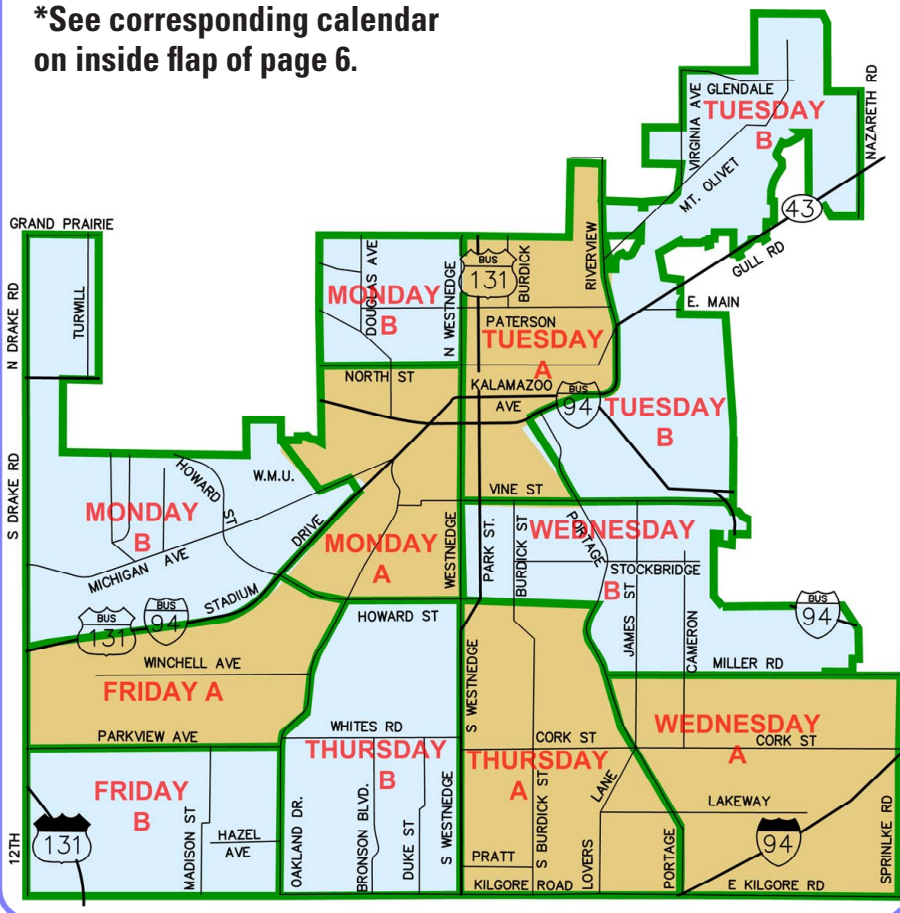 *See corresponding calendar
on inside flap of page 6.
GLENDALE
VIRGINIA AVE
NAZARETH RD
TUESDAY
B
MT. OLIVET
43
GULL RD
E. MAIN
GRAND PRAIRIE
N DRAKE RD
TURWILL
DOUGLAS AVE
N WESTNEDGE
MONDAY
B
BUS
131
BURDICK
RIVERVIEW
PATERSON
TUESDAY
A
NORTH ST
KALAMAZOO
AVE
BUS
94
TUESDAY
B
S DRAKE RD
HOWARD ST
W.M.U.
MONDAY
B
MICHIGAN AVE
STADIUM
DRIVE
BUS
131
BUS
94
MONDAY
A
WESTNEDGE
VINE ST
PARK ST.
BURDICK ST
PORTAGE
WEDNESDAY
B
STOCKBRIDGE
JAMES ST
CAMERON
BUS
94
MILLER RD
HOWARD ST
WINCHELL AVE
FRIDAY A
PARKVIEW AVE
WHITES RD
THURSDAY
B
S WESTNEDGE
CORK ST
THURSDAY
A
WEDNESDAY
A
CORK ST
FRIDAY
B
12TH
131
MADISON ST
HAZEL
AVE
OAKLAND DR.
BRONSON BLVD.
DUKE ST
S WESTNEDGE
S BURDICK ST
LOVERS
LANE
PORTAGE
LAKEWAY
94
SPRINLKE RD
PRATT
KILGORE ROAD
E KILGORE RD